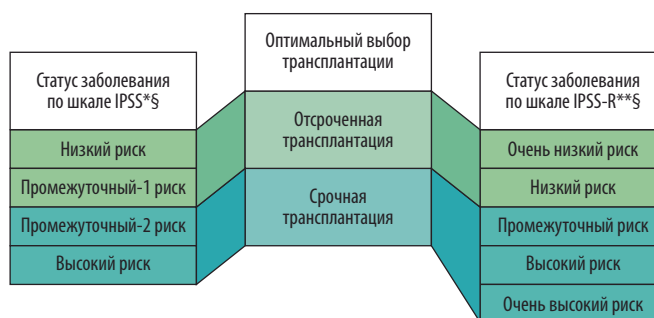 Статус заболевания
по шкале IPSS*§
Низкий риск
Промежуточный-1 риск
Промежуточный-2 риск
Высокий риск
Оптимальный выбор
трансплантации
Отсроченная
трансплантация
Срочная
трансплантация
Статус заболевания
по шкале IPSS-R**§
Очень низкий риск
Низкий риск
Промежуточный риск
Высокий риск
Очень высокий риск